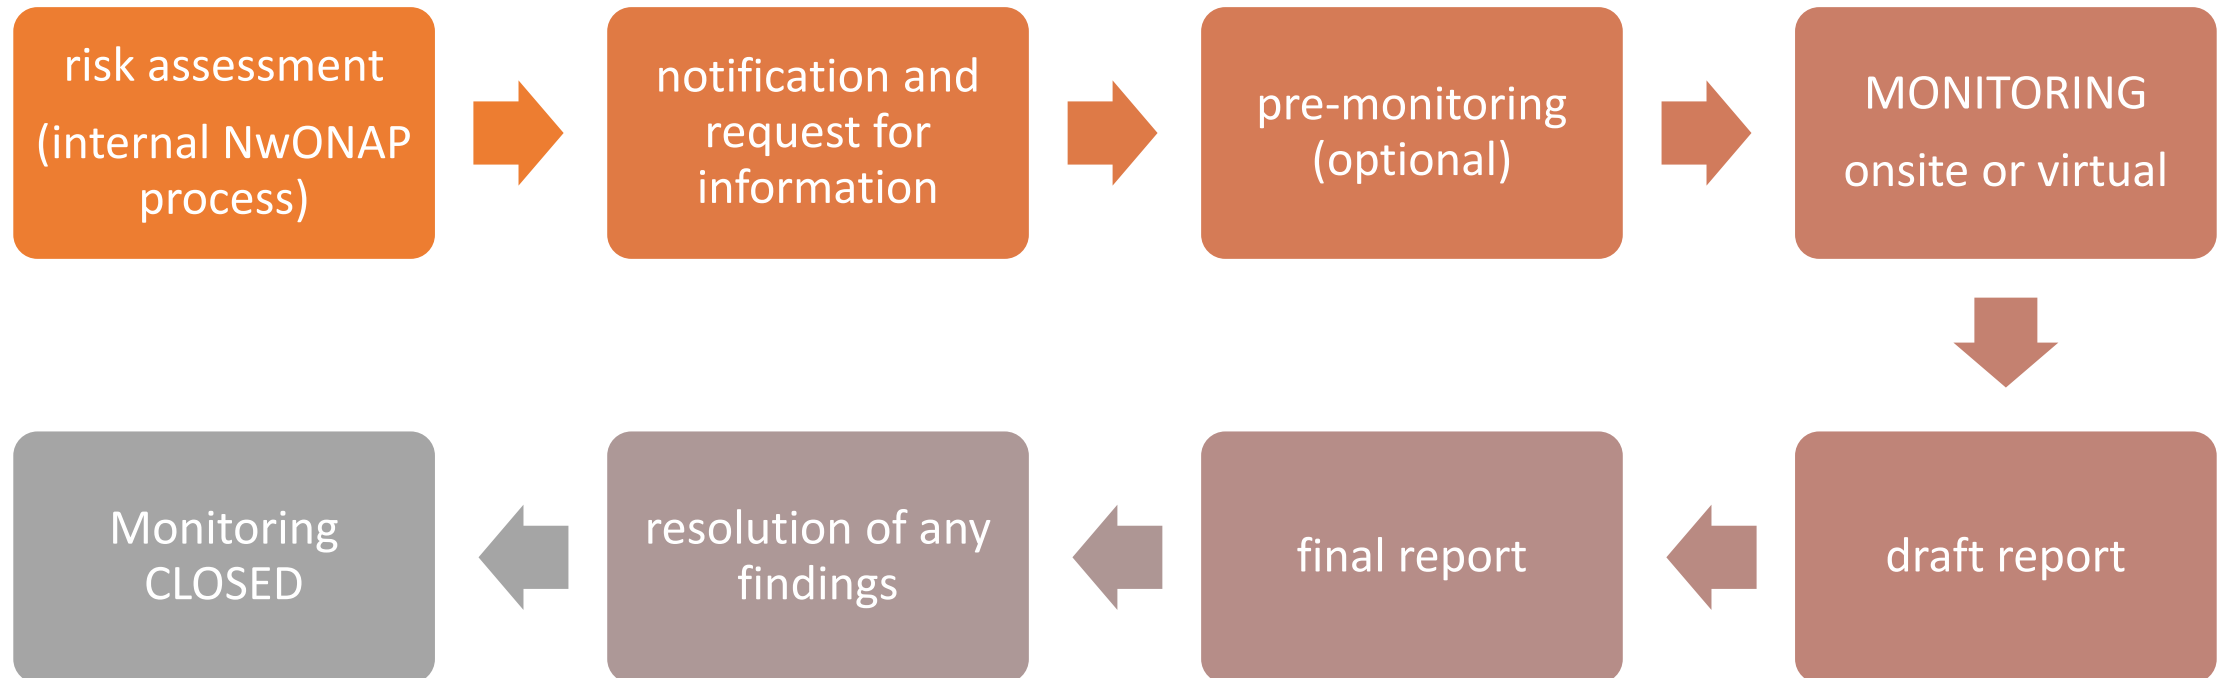 risk assessment
(internal NwONAP
process)
notification and
request for
information
pre-monitoring
(optional)
MONITORING
onsite or virtual
draft report
final report
resolution of any
findings
Monitoring
CLOSED